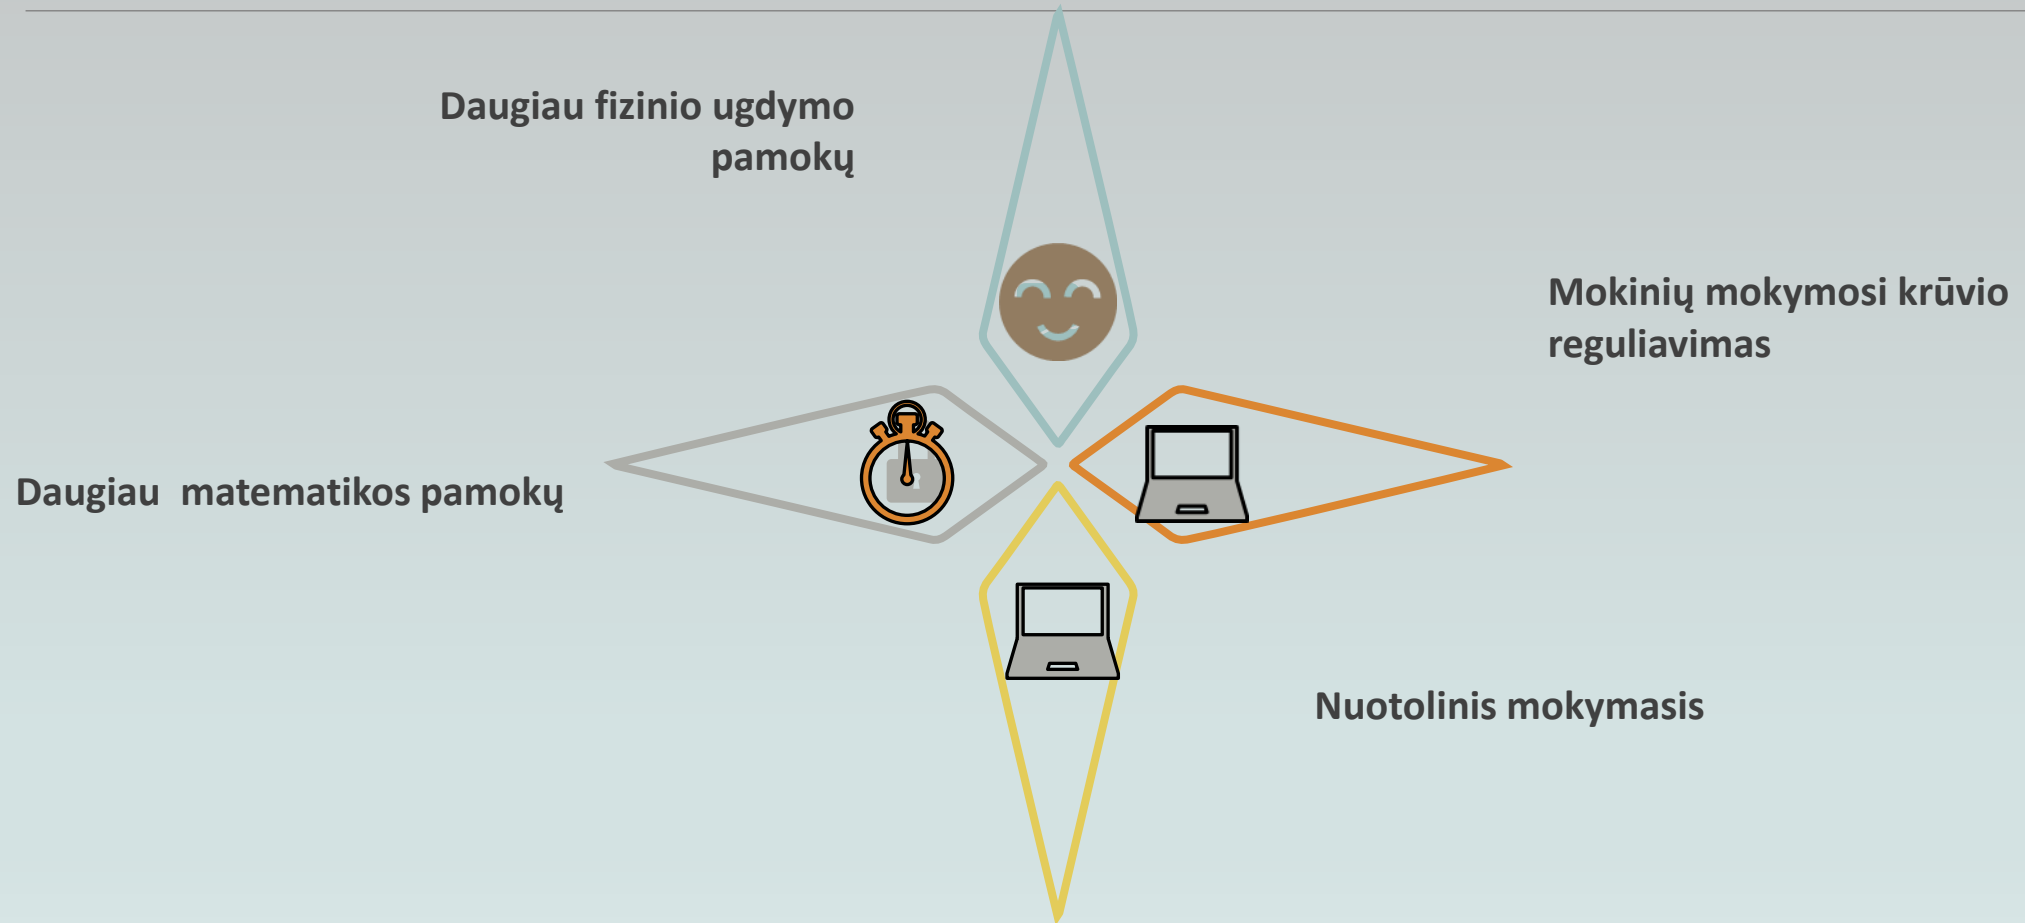 Daugiau fizinio ugdymo
pamokų
Mokinių mokymosi krūvio
reguliavimas
Daugiau  matematikos pamokų
Nuotolinis mokymasis